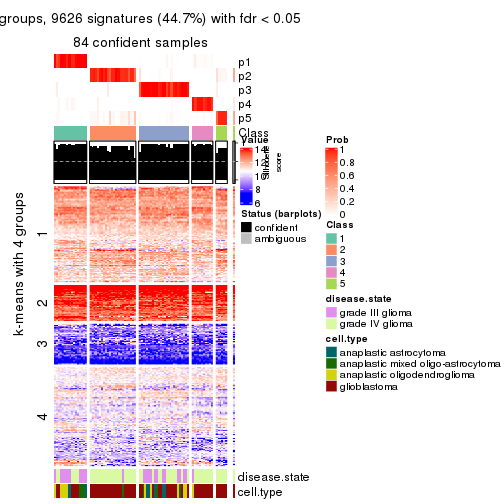 groups, 9626 signatures (44.7%) with fdr < 0.05
84 confident samples
p1
p2
p3
p4
p5
Class
k-means with 4 groups
1
2
3
4
disease.state
cell.type
Value
14
12
10
8
6
Silhouette
score
Status (barplots)
confident
ambiguous
Prob
1
0.8
0.6
0.4
0.2
0
Class
1
2
3
4
5
disease.state
grade III glioma
grade IV glioma
cell.type
anaplastic astrocytoma
anaplastic mixed oligo-astrocytoma
anaplastic oligodendroglioma
glioblastoma